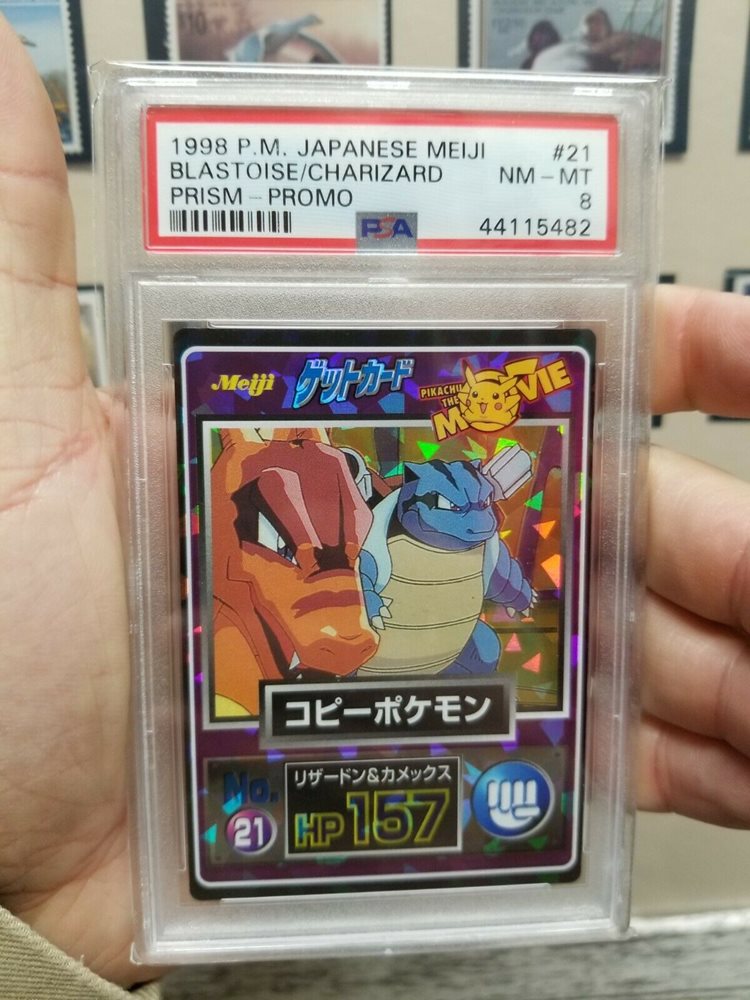 1998 P.M. JAPANESE MEIJI #21
BLASTOISE/CHARIZARD NM-MT
PRISM-PROMO 8
PSA 44115482
Meiji ゲットカード PIKACHU THE MOVIE
コピーポケモン
No. リザードン&カメックス
21 HP 157